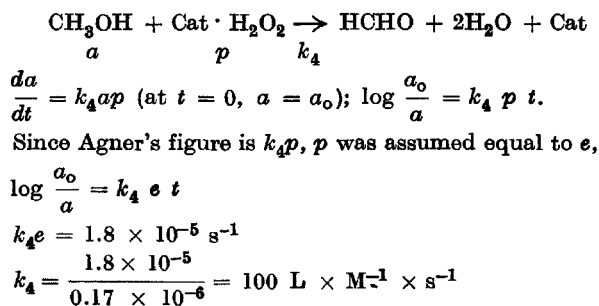 CH₃OH + Cat · H₂O₂ → HCHO + 2H₂O + Cat
a p k₄
da/dt = k₄ap (at t = 0, a = a₀); log a₀/a = k₄ p t.
Since Agner's figure is k₄p, p was assumed equal to e,
log a₀/a = k₄ e t
k₄e = 1.8 × 10⁻⁵ s⁻¹
k₄ = 1.8 × 10⁻⁵ / 0.17 × 10⁻⁶ = 100 L × M⁻¹ × s⁻¹